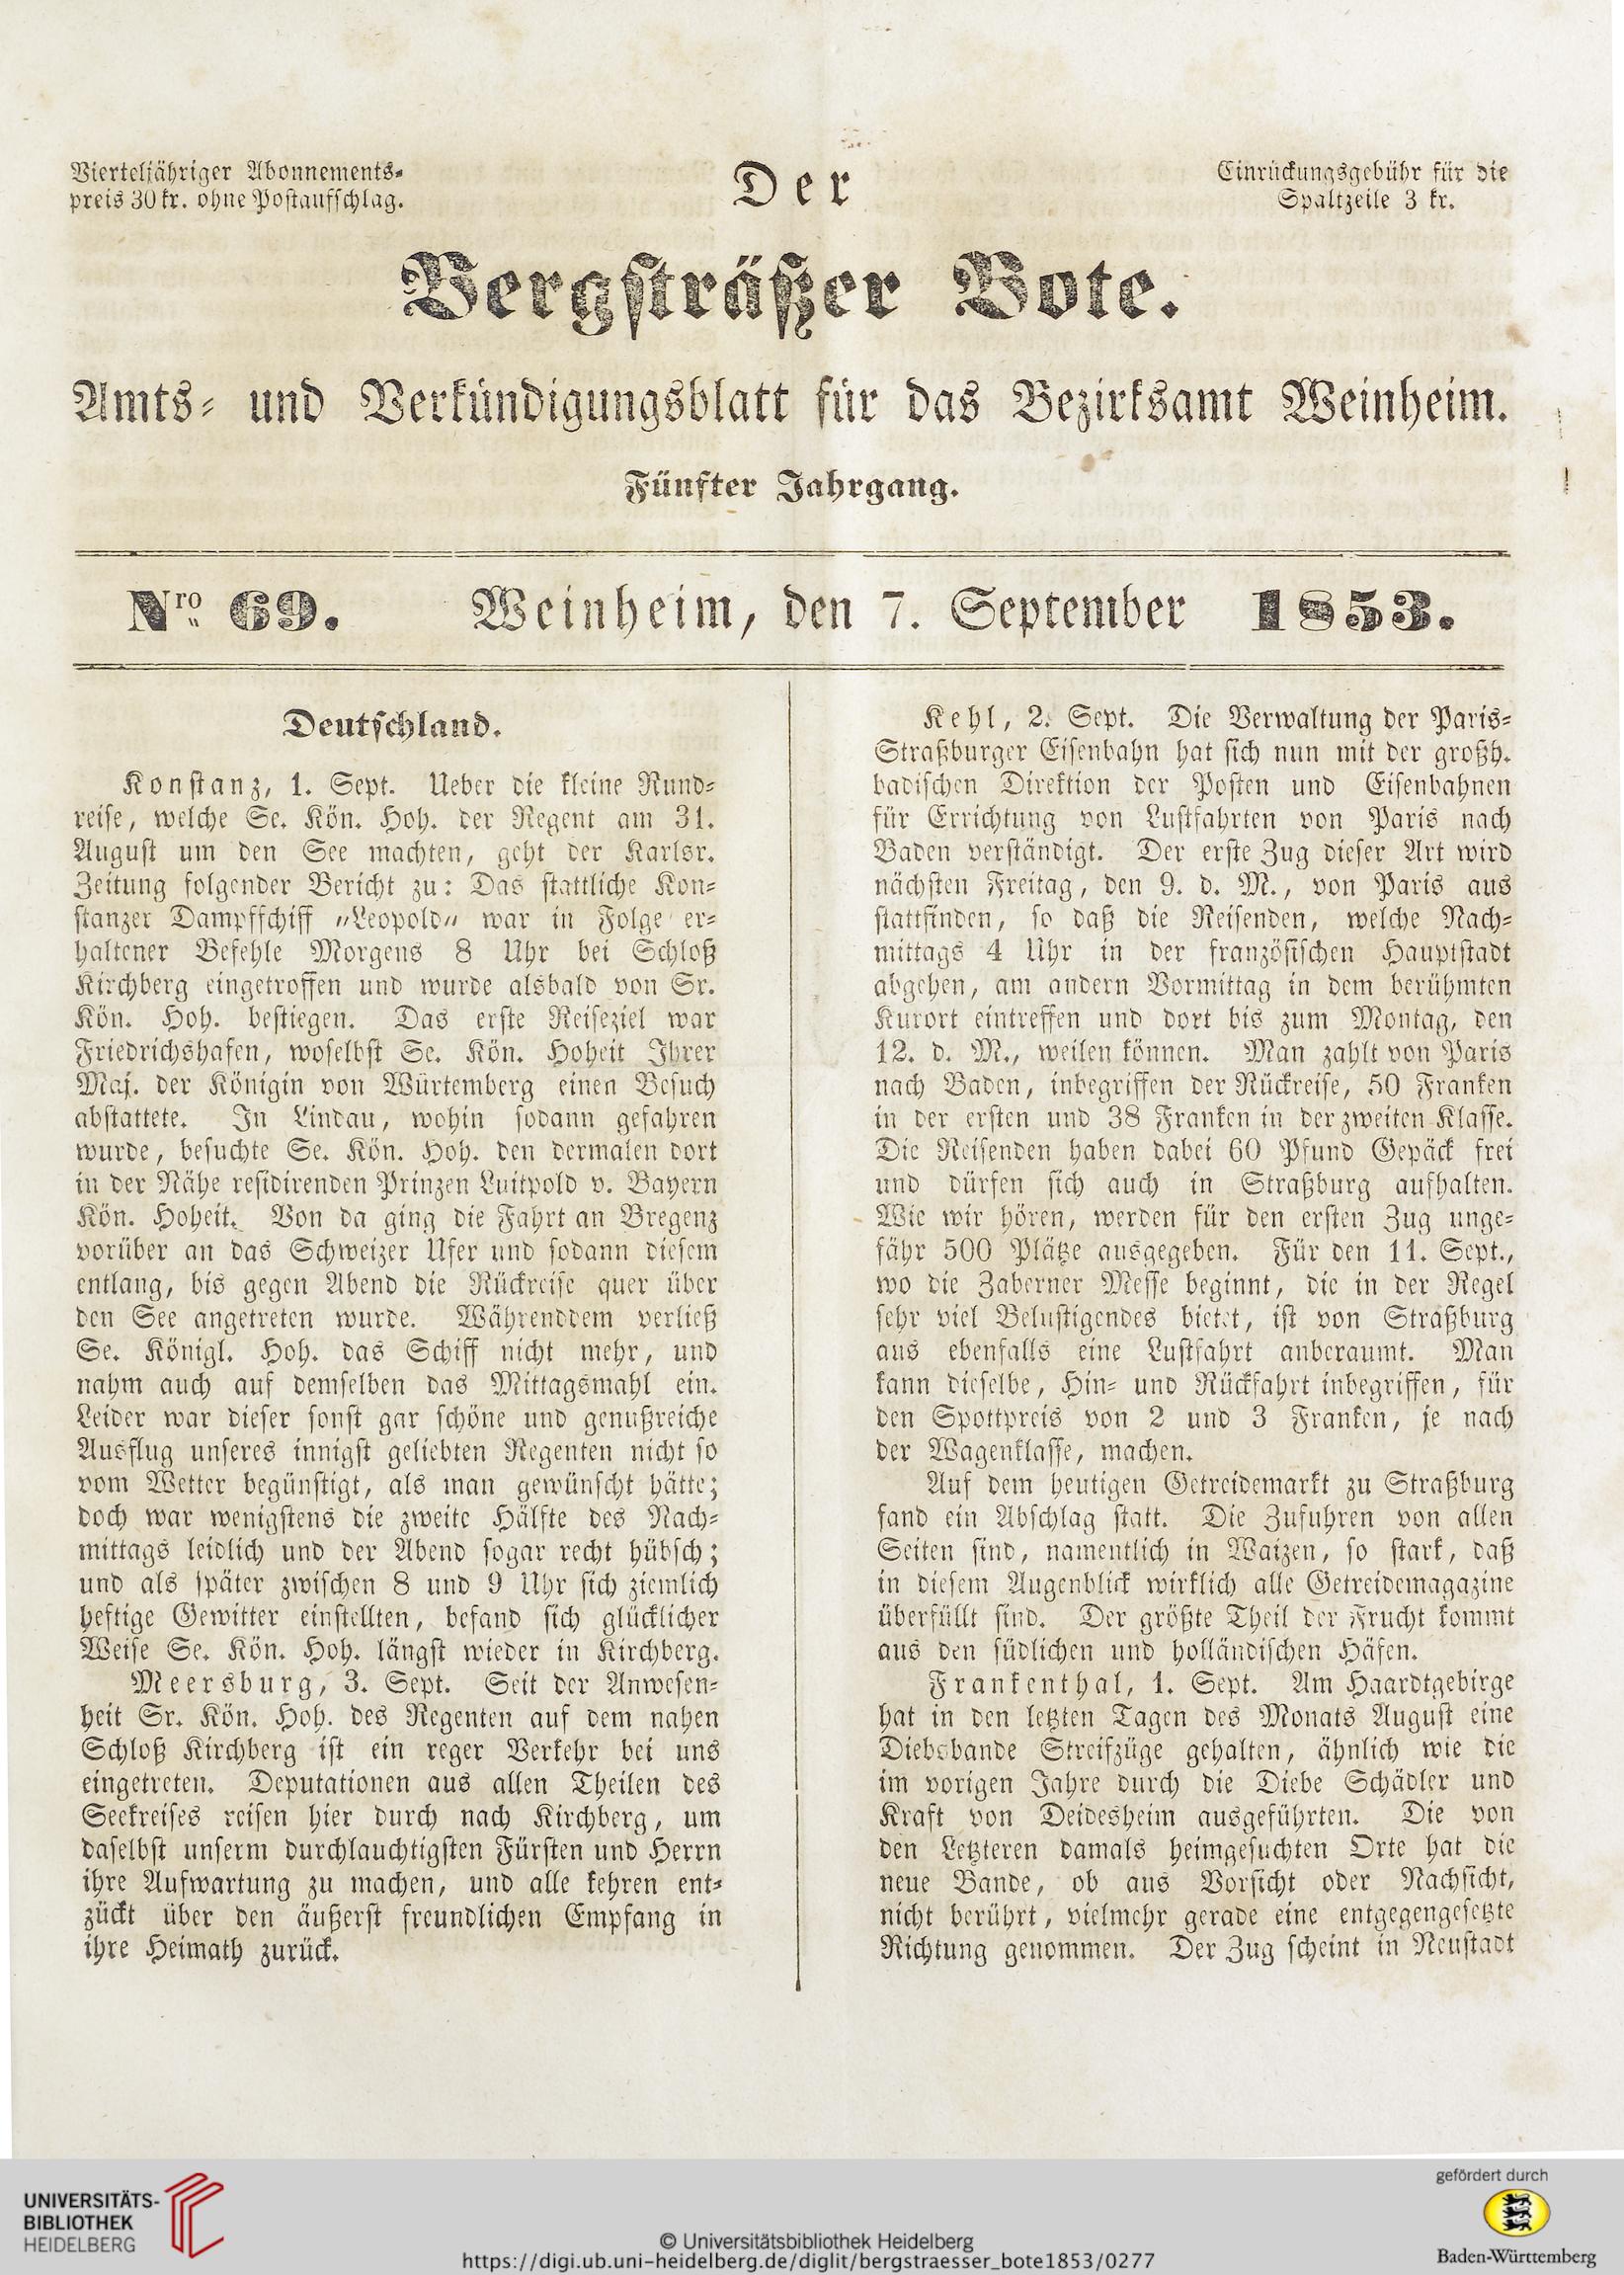 Vierteljähriger Abonnements-
preis 30 kr. ohne Postaufschlag.
Der
Einrückungsgebühr für die
Spaltzeile 3 kr.
Bergsträßer Bote.
Amts- und Verkündigungsblatt für das Bezirksamt Weinheim.
Fünfter Jahrgang.
Nro 69. Weinheim, den 7. September 1853.
Deutschland.
Konstanz, 1. Sept. Ueber die kleine Rund-
reise, welche Se. Kön. Hoh. der Regent am 31.
August um den See machten, geht der Karlsr.
Zeitung folgender Bericht zu: Das stattliche Kon-
stanzer Dampfschiff „Leopold„ war in Folge er-
haltener Befehle Morgens 8 Uhr bei Schloß
Kirchberg eingetroffen und wurde alsbald von Sr.
Kön. Hoh. bestiegen. Das erste Reiseziel war
Friedrichshafen, woselbst Se. Kön. Hoheit Ihrer
Maj. der Königin von Würtemberg einen Besuch
abstattete. In Lindau, wohin sodann gefahren
wurde, besuchte Se. Kön. Hoh. den dermalen dort
in der Nähe residirenden Prinzen Luitpold v. Bayern
Kön. Hoheit. Von da ging die Fahrt an Bregenz
vorüber an das Schweizer Ufer und sodann diesem
entlang, bis gegen Abend die Rückreise quer über
den See angetreten wurde. Währenddem verließ
Se. Königl. Hoh. das Schiff nicht mehr, und
nahm auch auf demselben das Mittagsmahl ein.
Leider war dieser sonst gar schöne und genußreiche
Ausflug unseres innigst geliebten Regenten nicht so
vom Wetter begünstigt, als man gewünscht hätte;
doch war wenigstens die zweite Hälfte des Nach-
mittags leidlich und der Abend sogar recht hübsch;
und als später zwischen 8 und 9 Uhr sich ziemlich
heftige Gewitter einstellten, befand sich glücklicher
Weise Se. Kön. Hoh. längst wieder in Kirchberg.
Meersburg, 3. Sept. Seit der Anwesen-
heit Sr. Kön. Hoh. des Regenten auf dem nahen
Schloß Kirchberg ist ein reger Verkehr bei uns
eingetreten. Deputationen aus allen Theilen des
Seekreises reisen hier durch nach Kirchberg, um
daselbst unserm durchlauchtigsten Fürsten und Herrn
ihre Aufwartung zu machen, und alle kehren ent-
zückt über den äußerst freundlichen Empfang in
ihre Heimath zurück.
Kehl, 2. Sept. Die Verwaltung der Paris-
Straßburger Eisenbahn hat sich nun mit der großh.
badischen Direktion der Posten und Eisenbahnen
für Errichtung von Lustfahrten von Paris nach
Baden verständigt. Der erste Zug dieser Art wird
nächsten Freitag, den 9. d. M., von Paris aus
stattfinden, so daß die Reisenden, welche Nach-
mittags 4 Uhr in der französischen Hauptstadt
abgehen, am andern Vormittag in dem berühmten
Kurort eintreffen und dort bis zum Montag, den
12. d. M., weilen können. Man zahlt von Paris
nach Baden, inbegriffen der Rückreise, 50 Franken
in der ersten und 38 Franken in der zweiten Klasse.
Die Reisenden haben dabei 60 Pfund Gepäck frei
und dürfen sich auch in Straßburg aufhalten.
Wie wir hören, werden für den ersten Zug unge-
fähr 500 Plätze ausgegeben. Für den 11. Sept.,
wo die Zaberner Messe beginnt, die in der Regel
sehr viel Belustigendes bietet, ist von Straßburg
aus ebenfalls eine Lustfahrt anberaumt. Man
kann dieselbe, Hin- und Rückfahrt inbegriffen, für
den Spottpreis von 2 und 3 Franken, je nach
der Wagenklasse, machen.
Auf dem heutigen Getreidemarkt zu Straßburg
fand ein Abschlag statt. Die Zufuhren von allen
Seiten sind, namentlich in Waizen, so stark, daß
in diesem Augenblick wirklich alle Getreidemagazine
überfüllt sind. Der größte Theil der Frucht kommt
aus den südlichen und holländischen Häfen.
Frankenthal, 1. Sept. Am Haardtgebirge
hat in den letzten Tagen des Monats August eine
Diebsbande Streifzüge gehalten, ähnlich wie die
im vorigen Jahre durch die Diebe Schädler und
Kraft von Deidesheim ausgeführten. Die von
den Letzteren damals heimgesuchten Orte hat die
neue Bande, ob aus Vorsicht oder Nachsicht,
nicht berührt, vielmehr gerade eine entgegengesetzte
Richtung genommen. Der Zug scheint in Neustadt
UNIVERSITÄTS-
BIBLIOTHEK
HEIDELBERG
© Universitätsbibliothek Heidelberg
https://digi.ub.uni-heidelberg.de/diglit/bergstraesser_bote1853/0277
gefördert durch
Baden-Württemberg